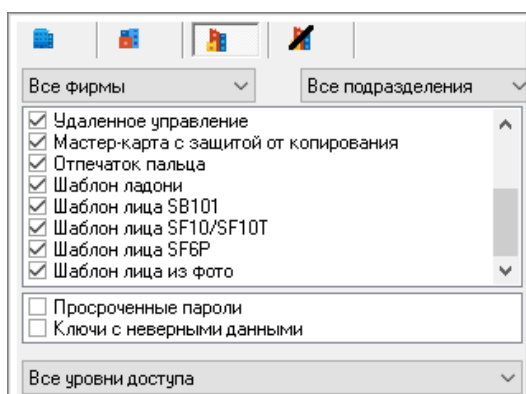 Все фирмы
Все подразделения
Удаленное управление
Мастер-карта с защитой от копирования
Отпечаток пальца
Шаблон ладони
Шаблон лица SB101
Шаблон лица SF10/SF10T
Шаблон лица SF6P
Шаблон лица из фото
Просроченные пароли
Ключи с неверными данными
Все уровни доступа